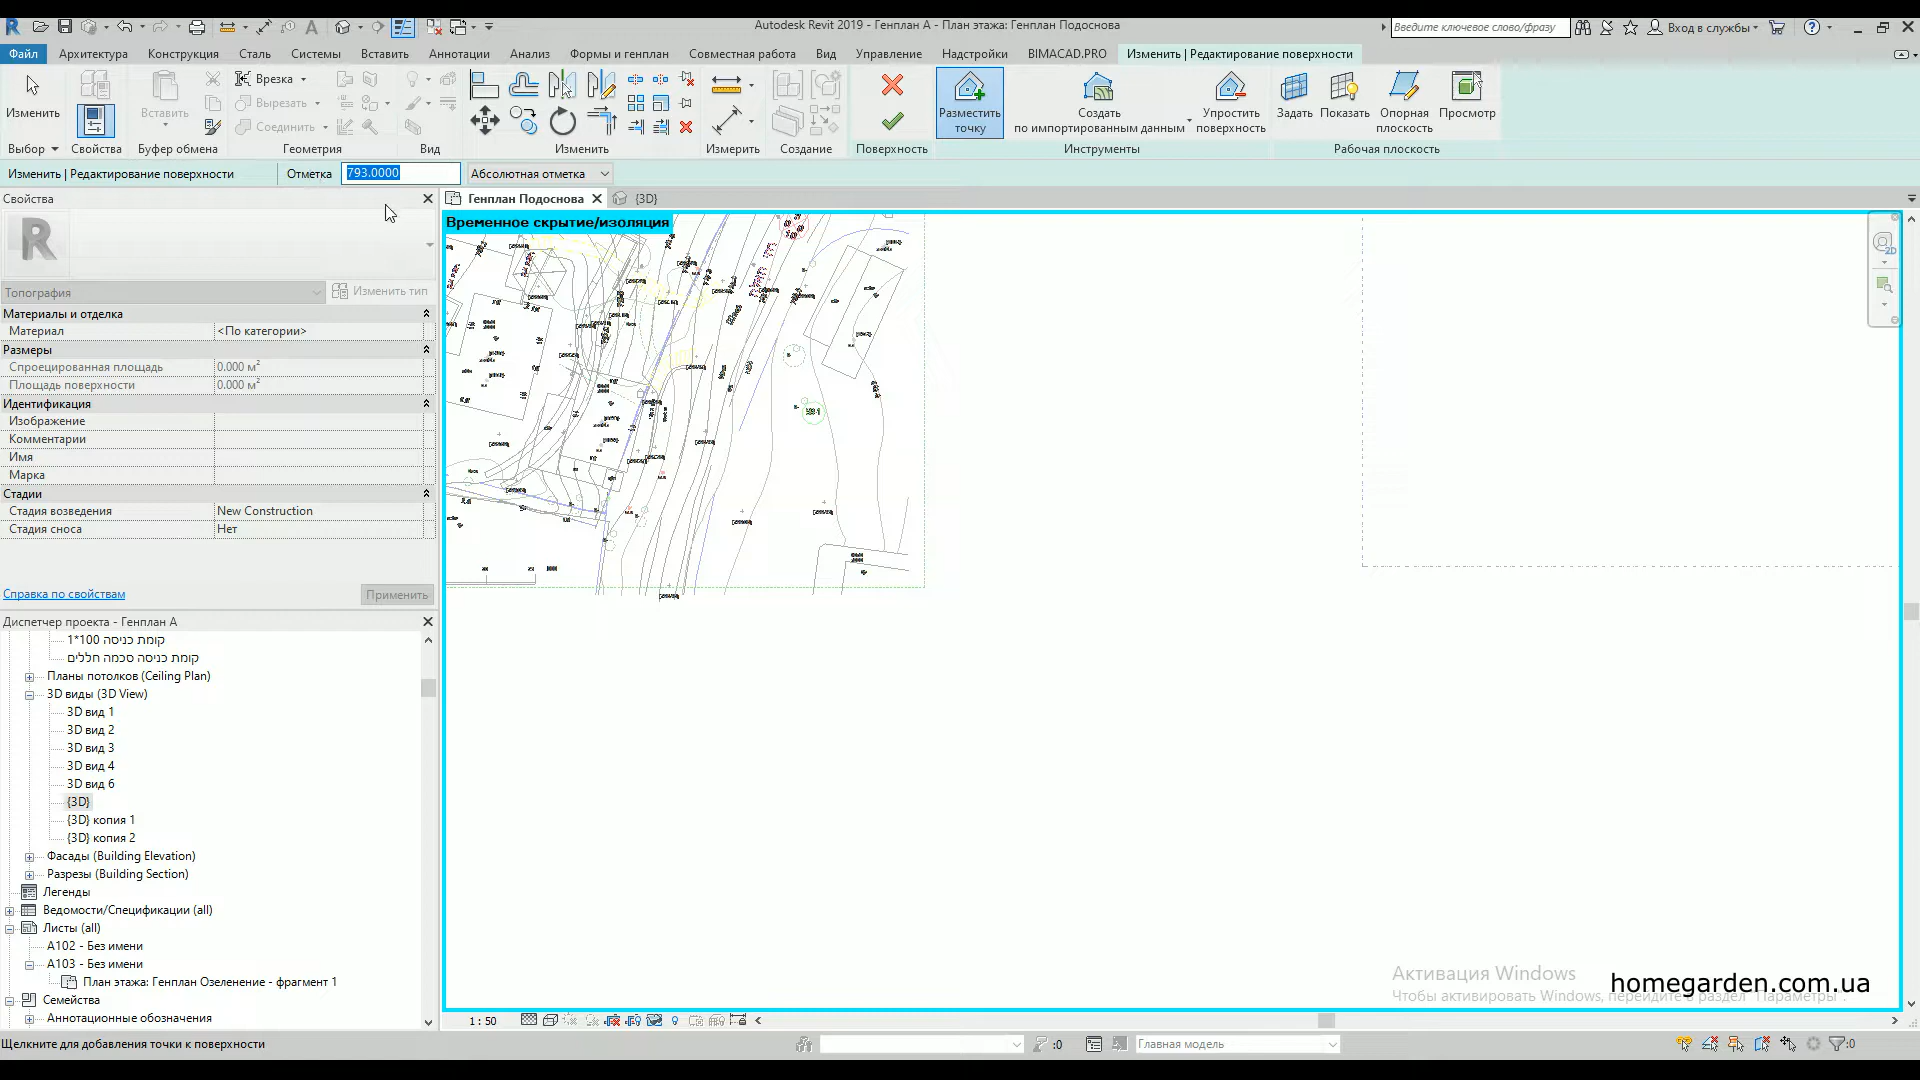 Autodesk Revit 2019 - Генплан А - План этажа: Генплан Подоснова
Введите ключевое слово/фразу
Вход в службы
Файл
Архитектура
Конструкция
Сталь
Системы
Вставить
Аннотации
Анализ
Формы и генплан
Совместная работа
Вид
Управление
Надстройки
BIMACAD.PRO
Изменить | Редактирование поверхности
Изменить
Вставить
Врезка
Вырезать
Соединить
Разместить точку
Создать по импортированным данным
Упростить поверхность
Задать
Показать
Опорная плоскость
Просмотр
Выбор
Свойства
Буфер обмена
Геометрия
Вид
Изменить
Измерить
Создание
Поверхность
Инструменты
Рабочая плоскость
Изменить | Редактирование поверхности
Отметка
793.0000
Абсолютная отметка
Свойства
Генплан Подоснова
{3D}
Временное скрытие/изоляция
Топография
Изменить тип
Материалы и отделка
Материал
<По категории>
Размеры
Спроецированная площадь
0.000 м²
Площадь поверхности
0.000 м²
Идентификация
Изображение
Комментарии
Имя
Марка
Стадии
Стадия возведения
New Construction
Стадия сноса
Нет
Справка по свойствам
Применить
Диспетчер проекта - Генплан А
קומת כניסה 100*1
קומת כניסה סכמה חללים
Планы потолков (Ceiling Plan)
3D виды (3D View)
3D вид 1
3D вид 2
3D вид 3
3D вид 4
3D вид 6
{3D}
{3D} копия 1
{3D} копия 2
Фасады (Building Elevation)
Разрезы (Building Section)
Легенды
Ведомости/Спецификации (all)
Листы (all)
A102 - Без имени
A103 - Без имени
План этажа: Генплан Озеленение - фрагмент 1
Семейства
Аннотационные обозначения
Активация Windows
Чтобы активировать Windows, перейдите в раздел "Параметры".
homegarden.com.ua
1 : 50
Щелкните для добавления точки к поверхности
:0
Главная модель
:0